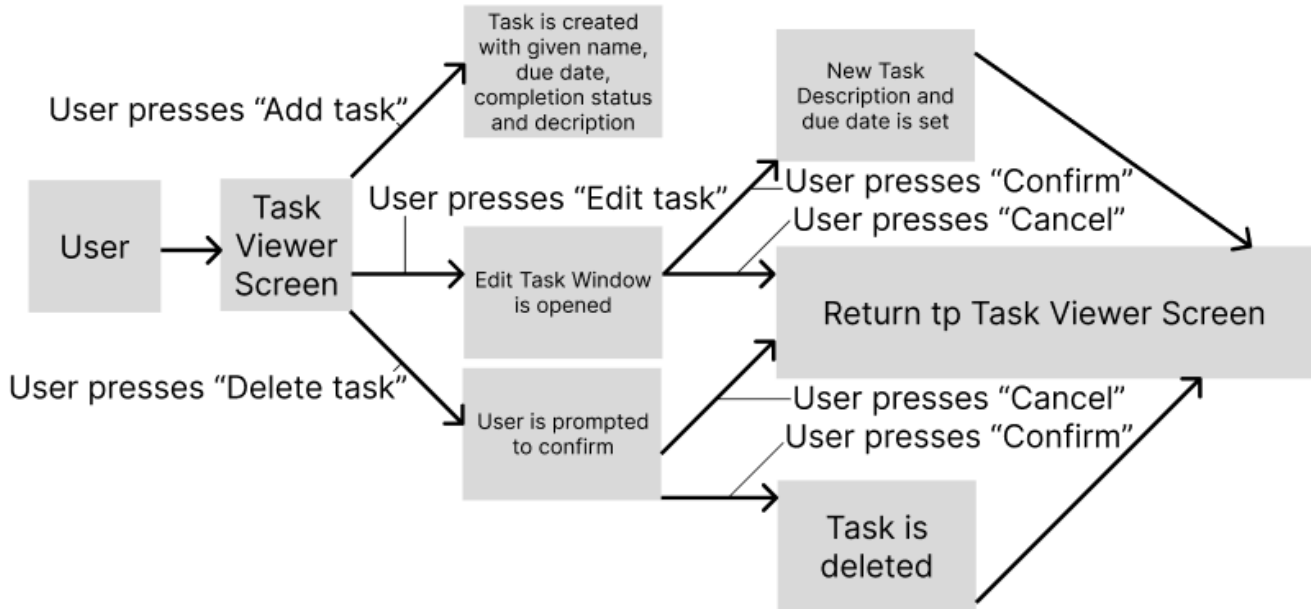 Task is created
with given name,
due date,
completion status
and decription
New Task
Description and
due date is set
User presses “Add task”
User presses “Confirm”
User presses “Edit task”
User presses “Cancel”
User
Task
Viewer
Screen
Edit Task Window
is opened
Return tp Task Viewer Screen
User presses “Delete task”
User presses “Cancel”
User is prompted
to confirm
User presses “Confirm”
Task is
deleted